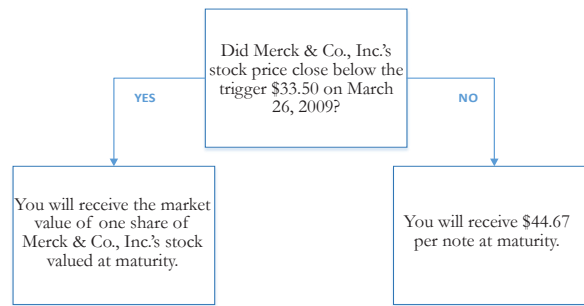 Did Merck & Co., Inc.'s
stock price close below the
trigger $33.50 on March
26, 2009?
YES
NO
You will receive the market
value of one share of
Merck & Co., Inc.'s stock
valued at maturity.
You will receive $44.67
per note at maturity.